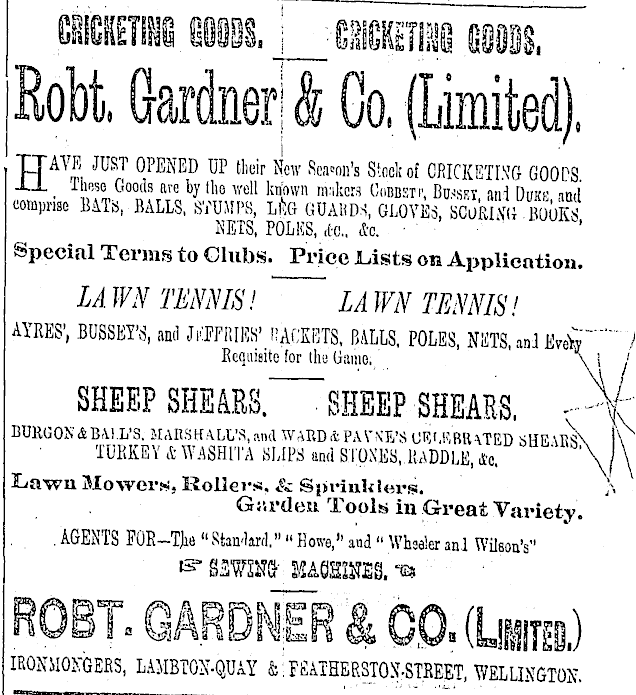 CRICKETING GOODS. CRICKETING GOODS.
Robt. Gardner & Co. (Limited).
HAVE JUST OPENED UP their New Season's Stock of CRICKETING GOODS.
These Goods are by the well known makers COBBETT, BUSSEY, and DUKE, and
comprise BATS, BALLS, STUMPS, LEG GUARDS, GLOVES, SCORING BOOKS,
NETS, POLES, &c., &c.
Special Terms to Clubs. Price Lists on Application.
LAWN TENNIS! LAWN TENNIS!
AYRES', BUSSEY'S, and JEFFRIES' RACKETS, BALLS, POLES, NETS, and Every
Requisite for the Game.
SHEEP SHEARS. SHEEP SHEARS.
BURGON & BALL'S, MARSHALL'S, and WARD & PAYNE'S CELEBRATED SHEARS,
TURKEY & WASHITA SLIPS and STONES, RADDLE, &c.
Lawn Mowers, Rollers, & Sprinklers.
Garden Tools in Great Variety.
AGENTS FOR—The "Standard," "Howe," and "Wheeler and Wilson's"
☞ SEWING MACHINES. ☜
ROBT. GARDNER & CO. (LIMITED.)
IRONMONGERS, LAMBTON-QUAY & FEATHERSTON-STREET, WELLINGTON.